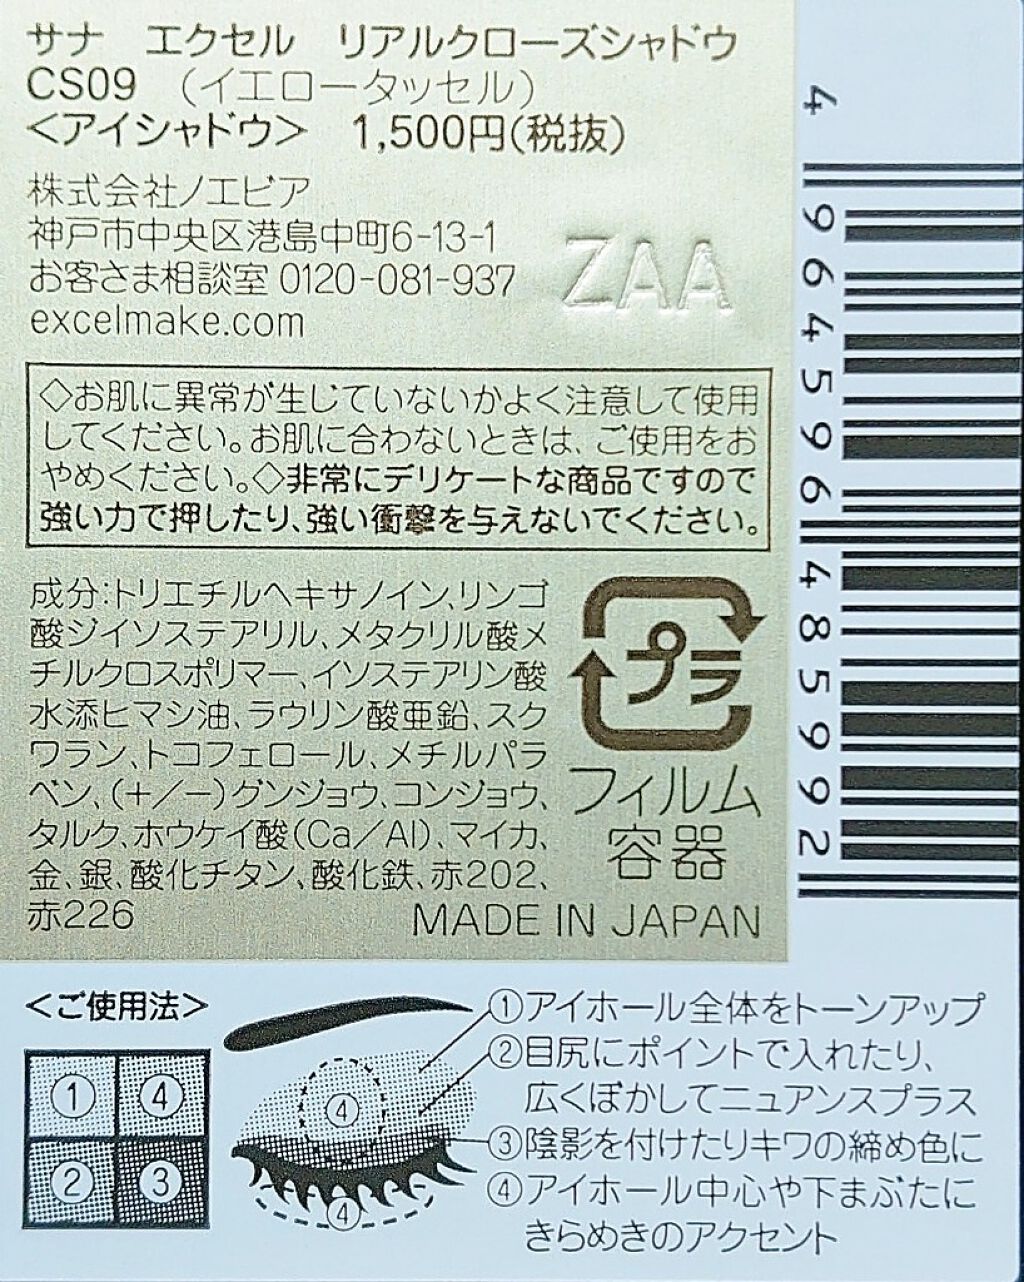 サナ エクセル リアルクローズシャドウ
CS09 （イエロータッセル）
＜アイシャドウ＞ 1,500円(税抜)
株式会社ノエビア
神戸市中央区港島中町6-13-1
お客さま相談室 0120-081-937
excelmake.com
ZAA
◇お肌に異常が生じていないかよく注意して使用
してください。お肌に合わないときは、ご使用をお
やめください。◇非常にデリケートな商品ですので
強い力で押したり、強い衝撃を与えないでください。
成分:トリエチルヘキサノイン、リンゴ
酸ジイソステアリル、メタクリル酸メ
チルクロスポリマー、イソステアリン酸
水添ヒマシ油、ラウリン酸亜鉛、スク
ワラン、トコフェロール、メチルパラ
ベン、(+/-)グンジョウ、コンジョウ、
タルク、ホウケイ酸(Ca/Al)、マイカ、
金、銀、酸化チタン、酸化鉄、赤202、
赤226
プラ
フィルム
容器
MADE IN JAPAN
4 964596 485992
＜ご使用法＞
① ④
② ③
④
④
①アイホール全体をトーンアップ
②目尻にポイントで入れたり、
広くぼかしてニュアンスプラス
③陰影を付けたりキワの締め色に
④アイホール中心や下まぶたに
きらめきのアクセント